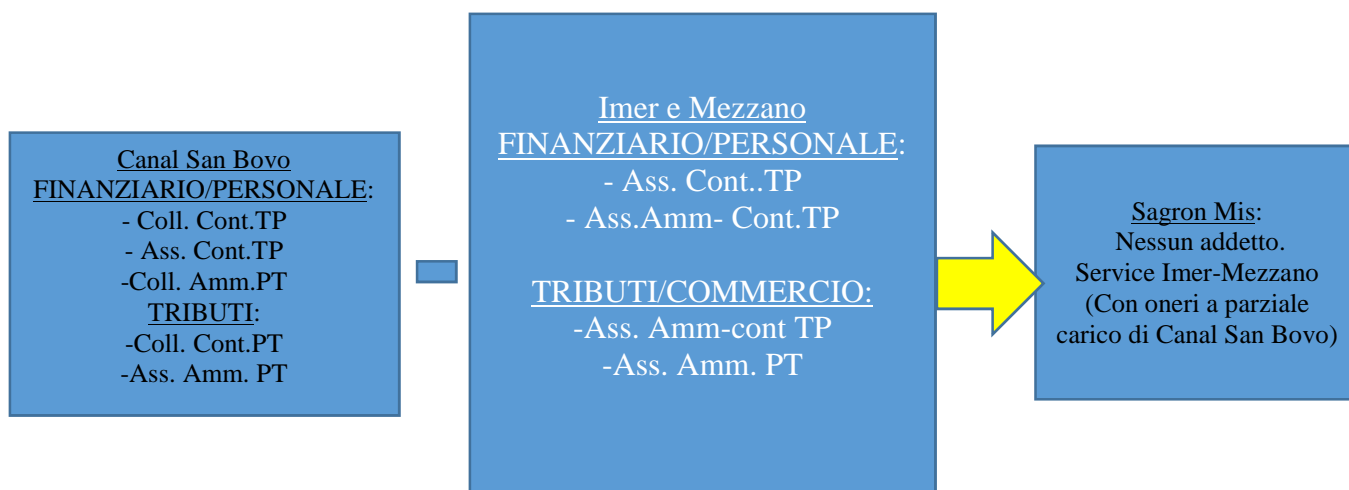 Canal San Bovo
FINANZIARIO/PERSONALE:
- Coll. Cont.TP
- Ass. Cont.TP
-Coll. Amm.PT
TRIBUTI:
-Coll. Cont.PT
-Ass. Amm. PT
Imer e Mezzano
FINANZIARIO/PERSONALE:
- Ass. Cont..TP
- Ass.Amm- Cont.TP
TRIBUTI/COMMERCIO:
-Ass. Amm-cont TP
-Ass. Amm. PT
Sagron Mis:
Nessun addetto.
Service Imer-Mezzano
(Con oneri a parziale
carico di Canal San Bovo)